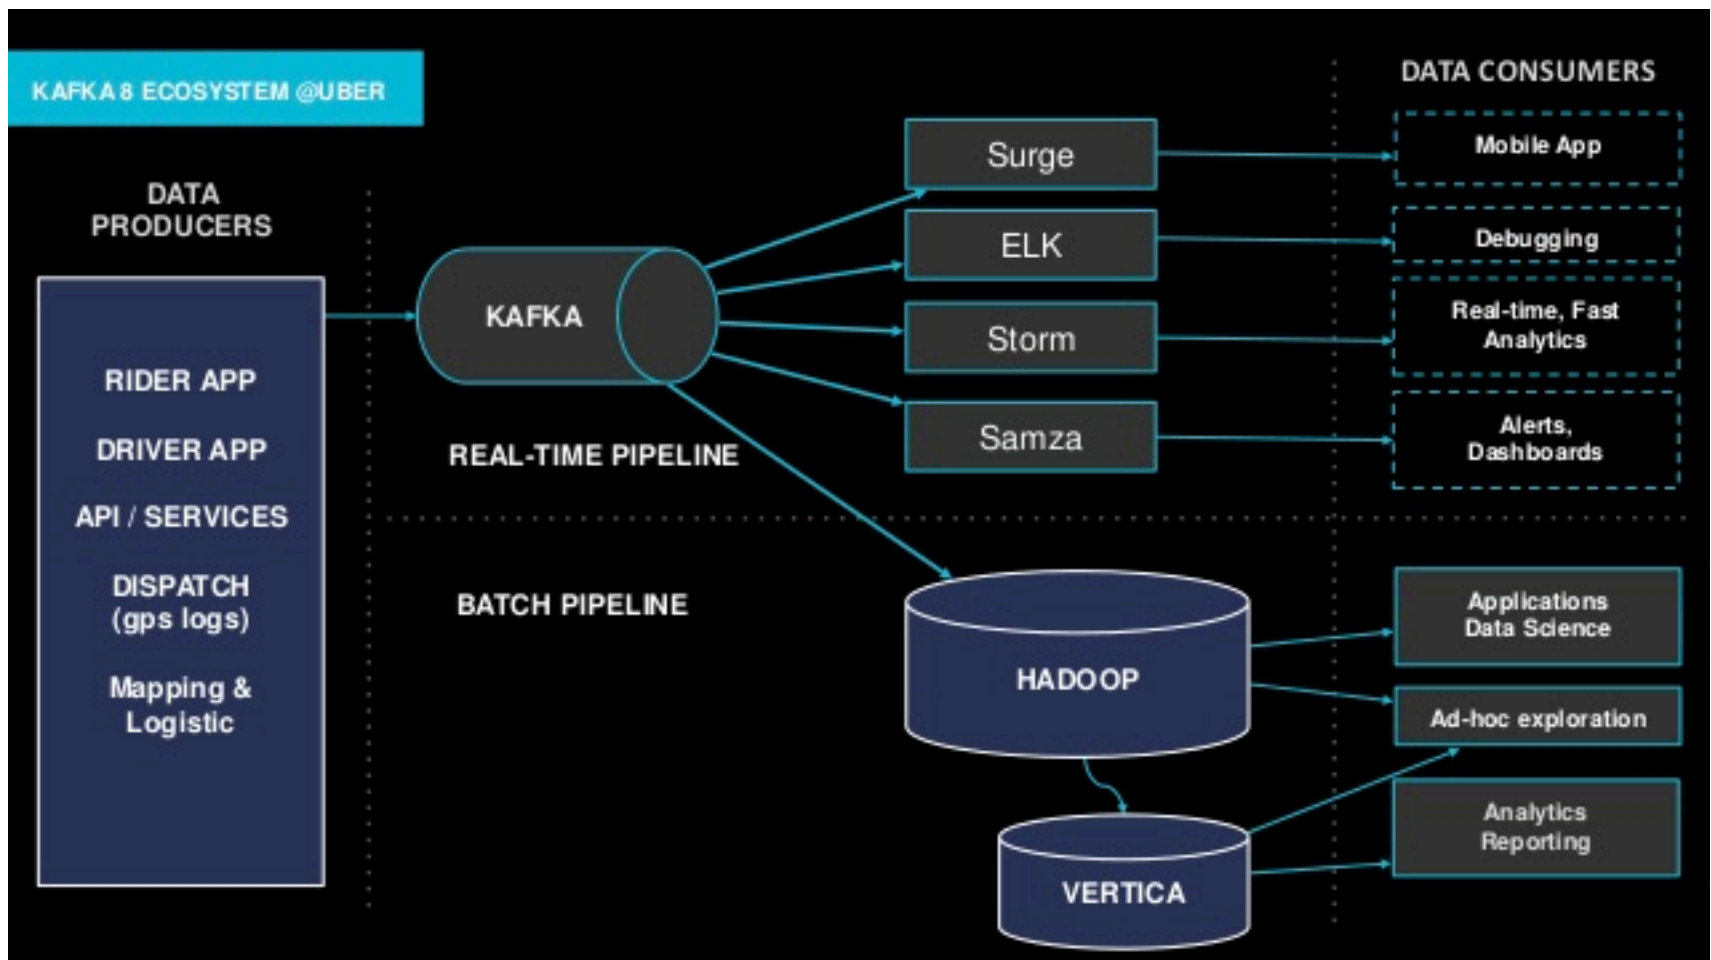 KAFKA 8 ECOSYSTEM @UBER
DATA
PRODUCERS
RIDER APP
DRIVER APP
API / SERVICES
DISPATCH
(gps logs)
Mapping &
Logistic
KAFKA
REAL-TIME PIPELINE
BATCH PIPELINE
Surge
ELK
Storm
Samza
HADOOP
VERTICA
DATA CONSUMERS
Mobile App
Debugging
Real-time, Fast
Analytics
Alerts,
Dashboards
Applications
Data Science
Ad-hoc exploration
Analytics
Reporting